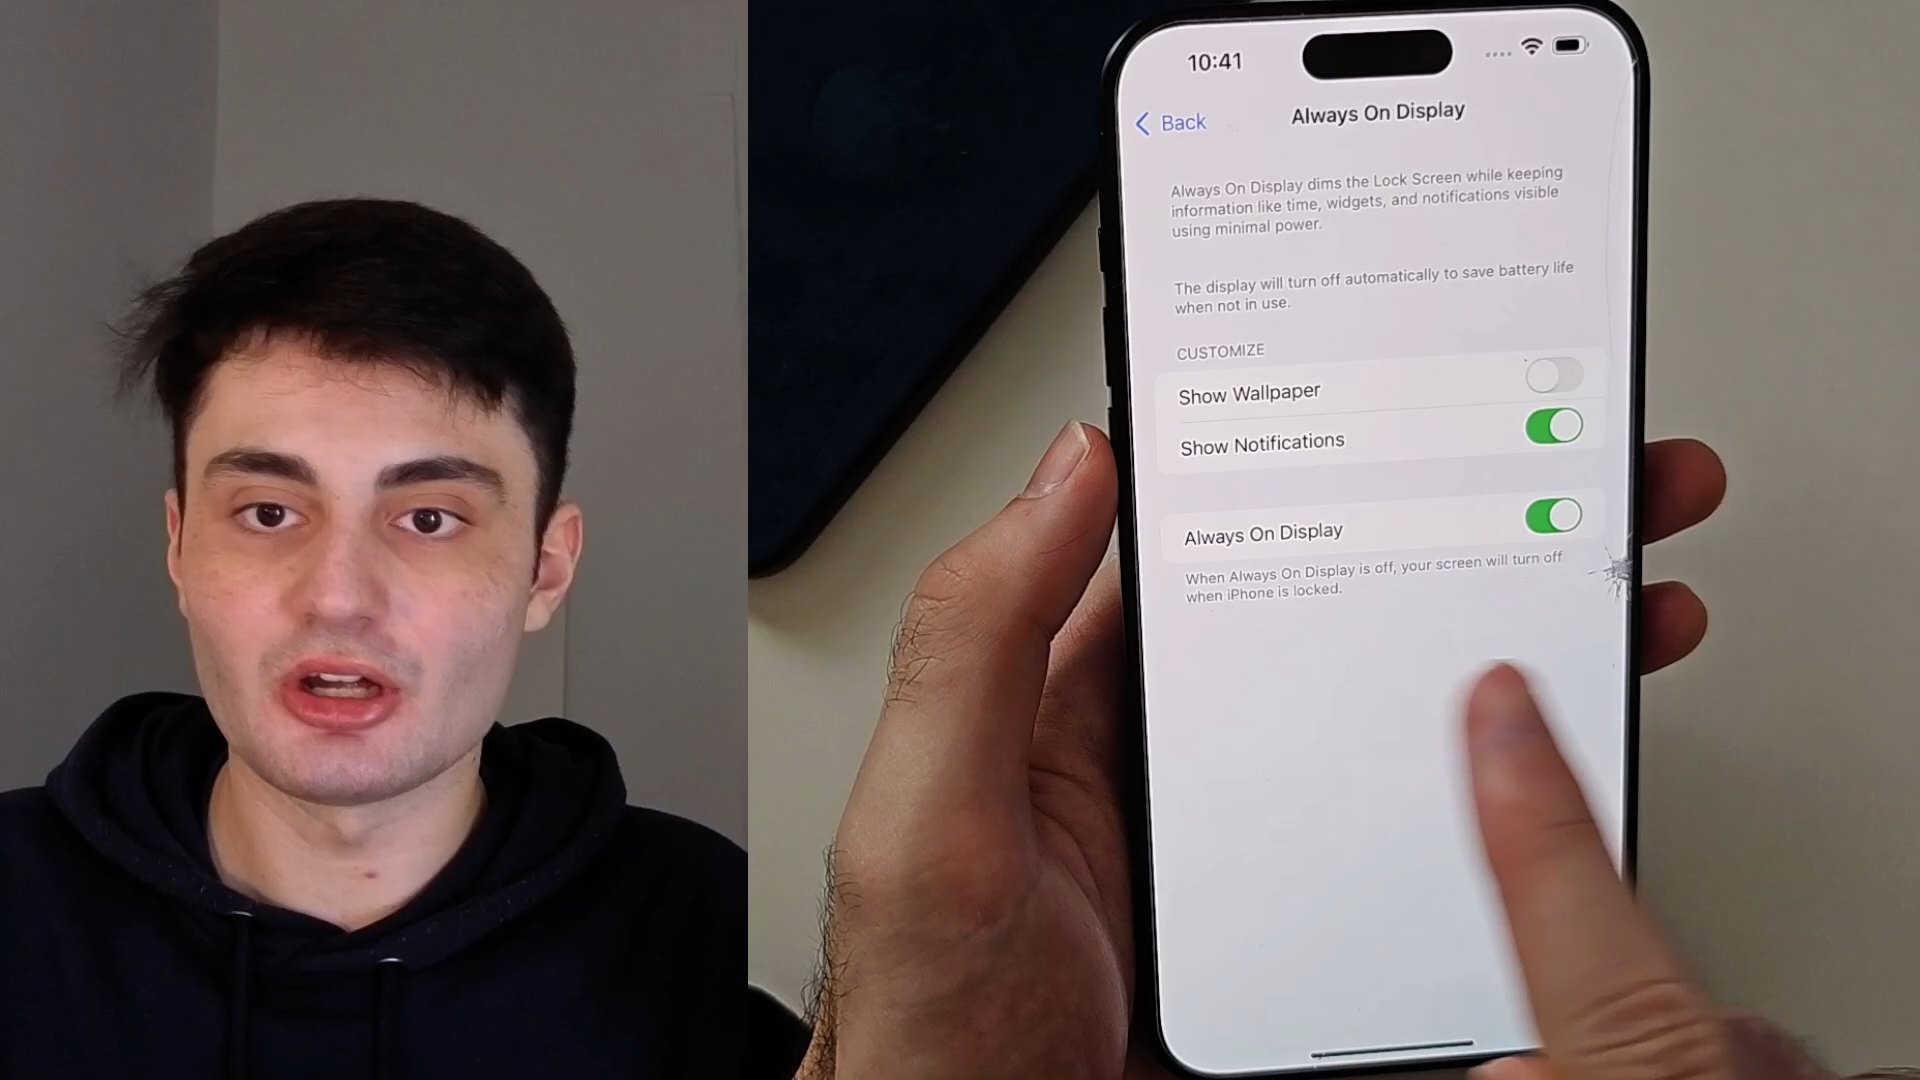 10:41
Back
Always On Display
Always On Display dims the Lock Screen while keeping
information like time, widgets, and notifications visible
using minimal power.
The display will turn off automatically to save battery life
when not in use.
CUSTOMIZE
Show Wallpaper
Show Notifications
Always On Display
When Always On Display is off, your screen will turn off
when iPhone is locked.